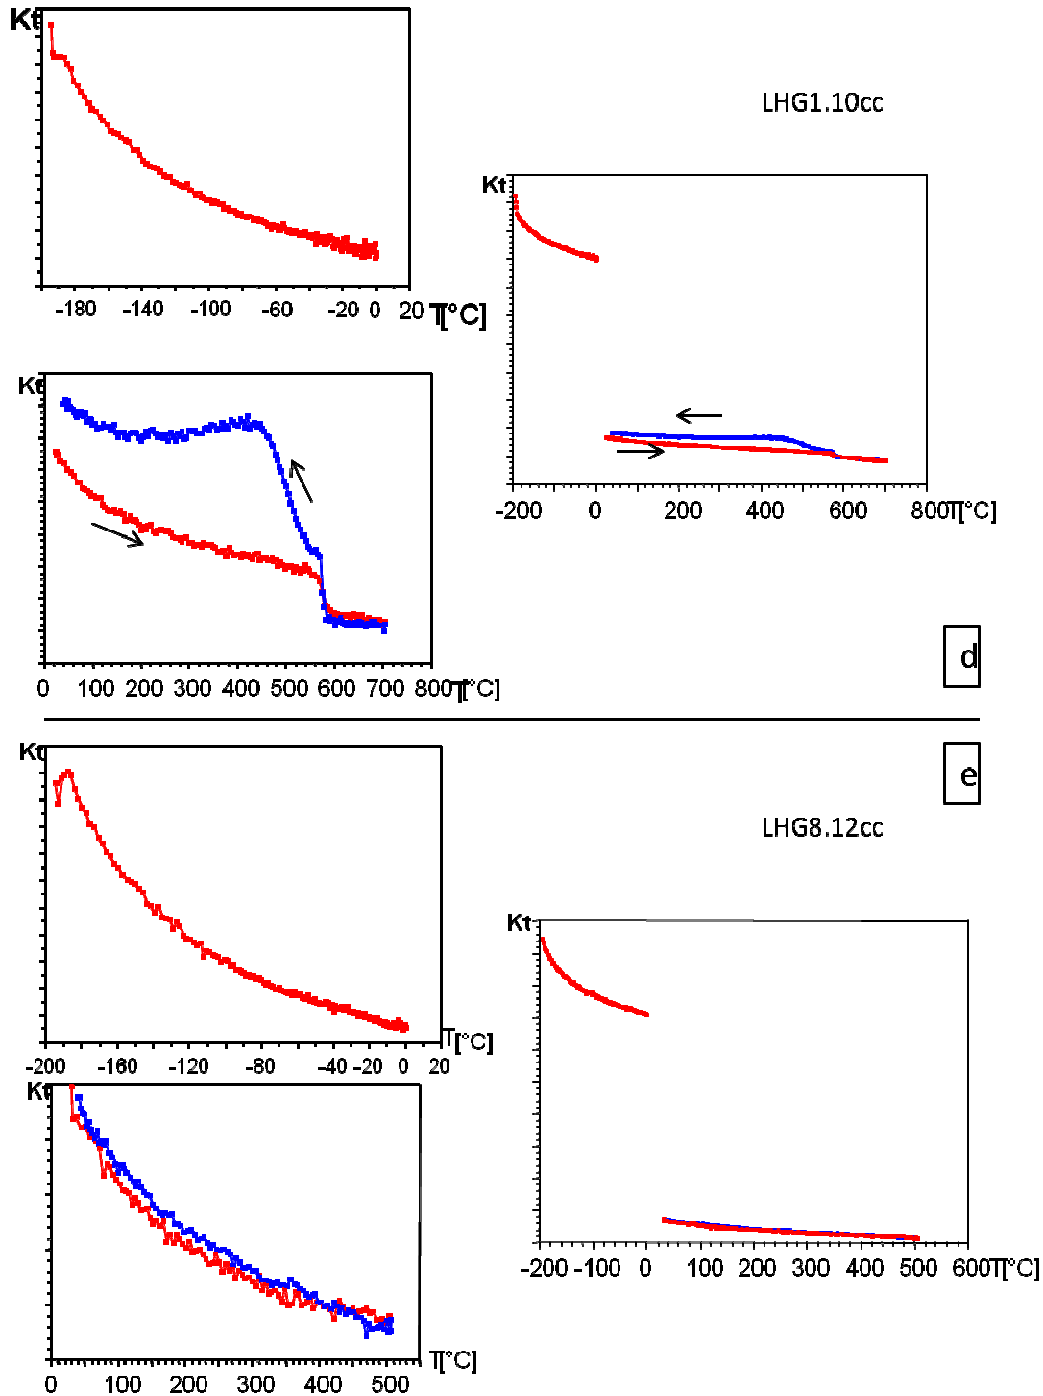 Kt
-180 -140 -100 -60 -20 0 20 T[°C]
LHG1.10cc
Kt
-200 0 200 400 600 800 T[°C]
Kt
0 100 200 300 400 500 600 700 800 T[°C]
d
e
Kt
-200 -160 -120 -80 -40 -20 0 20 T[°C]
LHG8.12cc
Kt
-200 -100 0 100 200 300 400 500 600 T[°C]
Kt
0 100 200 300 400 500 T[°C]